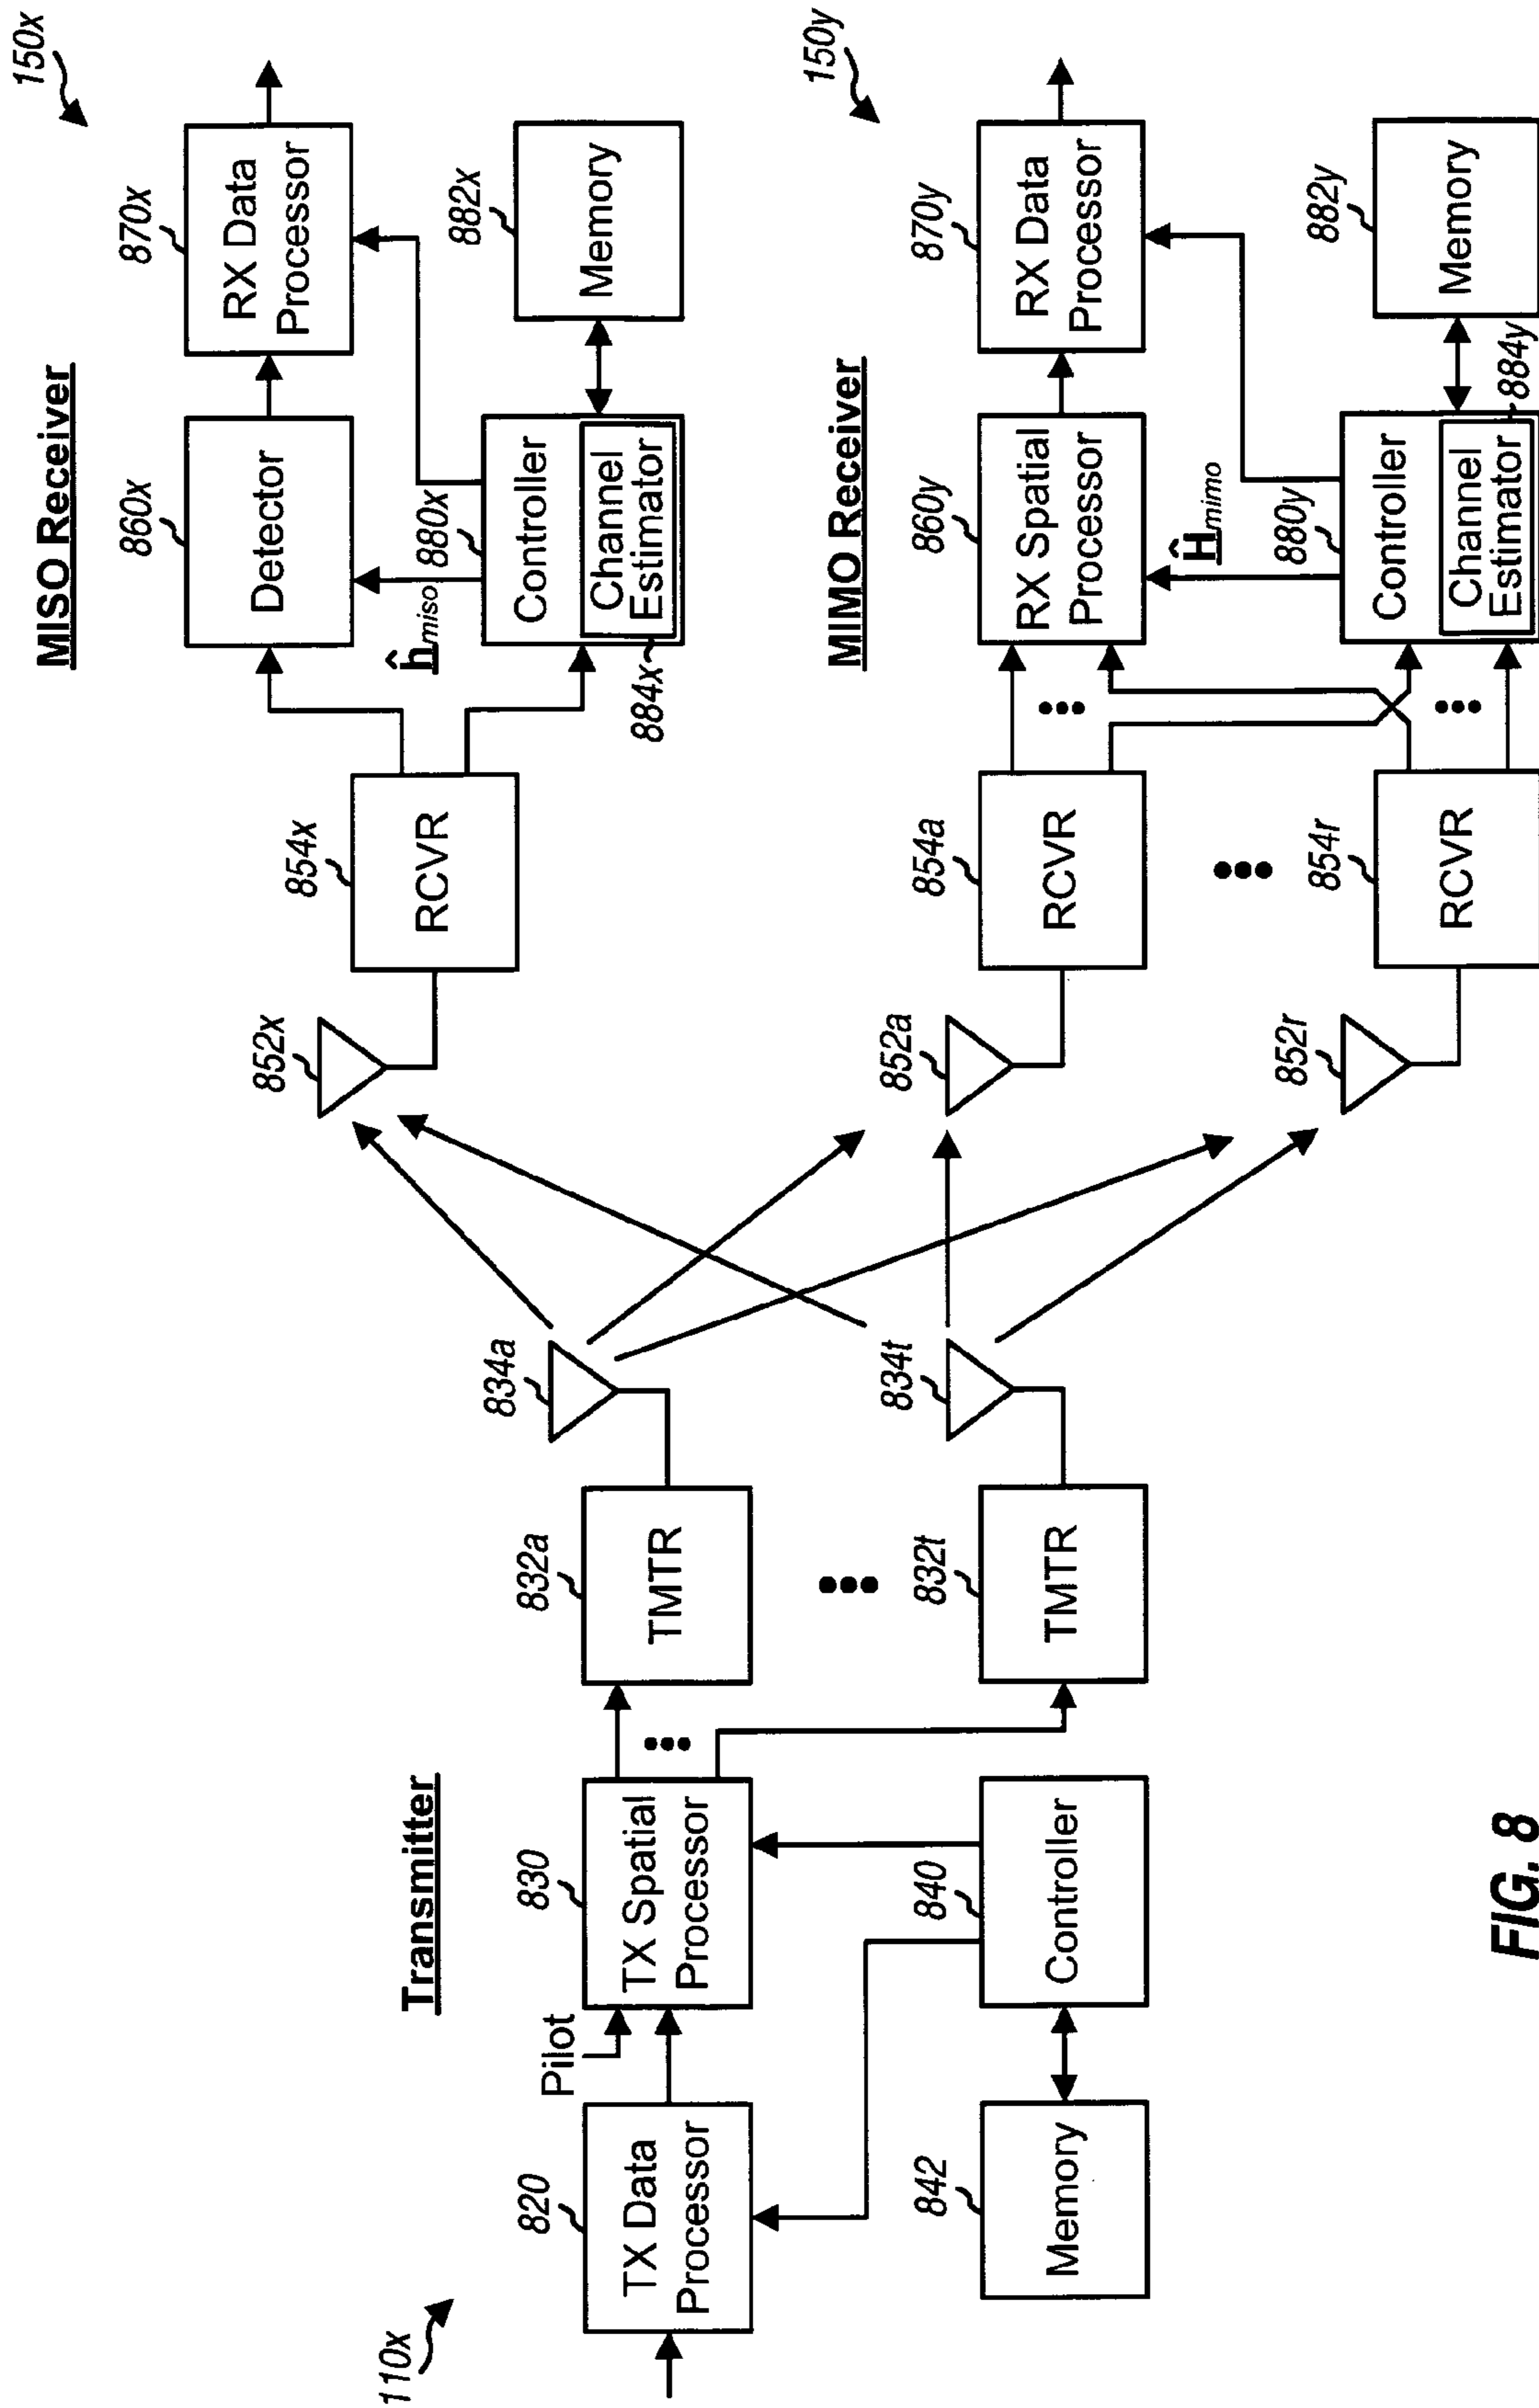 110x
Transmitter
820
TX Data
Processor
Pilot
830
TX Spatial
Processor
842
Memory
840
Controller
832a
TMTR
832t
TMTR
834a
834t
MISO Receiver
150x
852x
854x
RCVR
860x
Detector
870x
RX Data
Processor
ĥmiso
880x
Controller
Channel
Estimator
884x
882x
Memory
MIMO Receiver
150y
852a
854a
RCVR
852r
854r
RCVR
860y
RX Spatial
Processor
870y
RX Data
Processor
Ĥmimo
880y
Controller
Channel
Estimator
884y
882y
Memory
FIG. 8